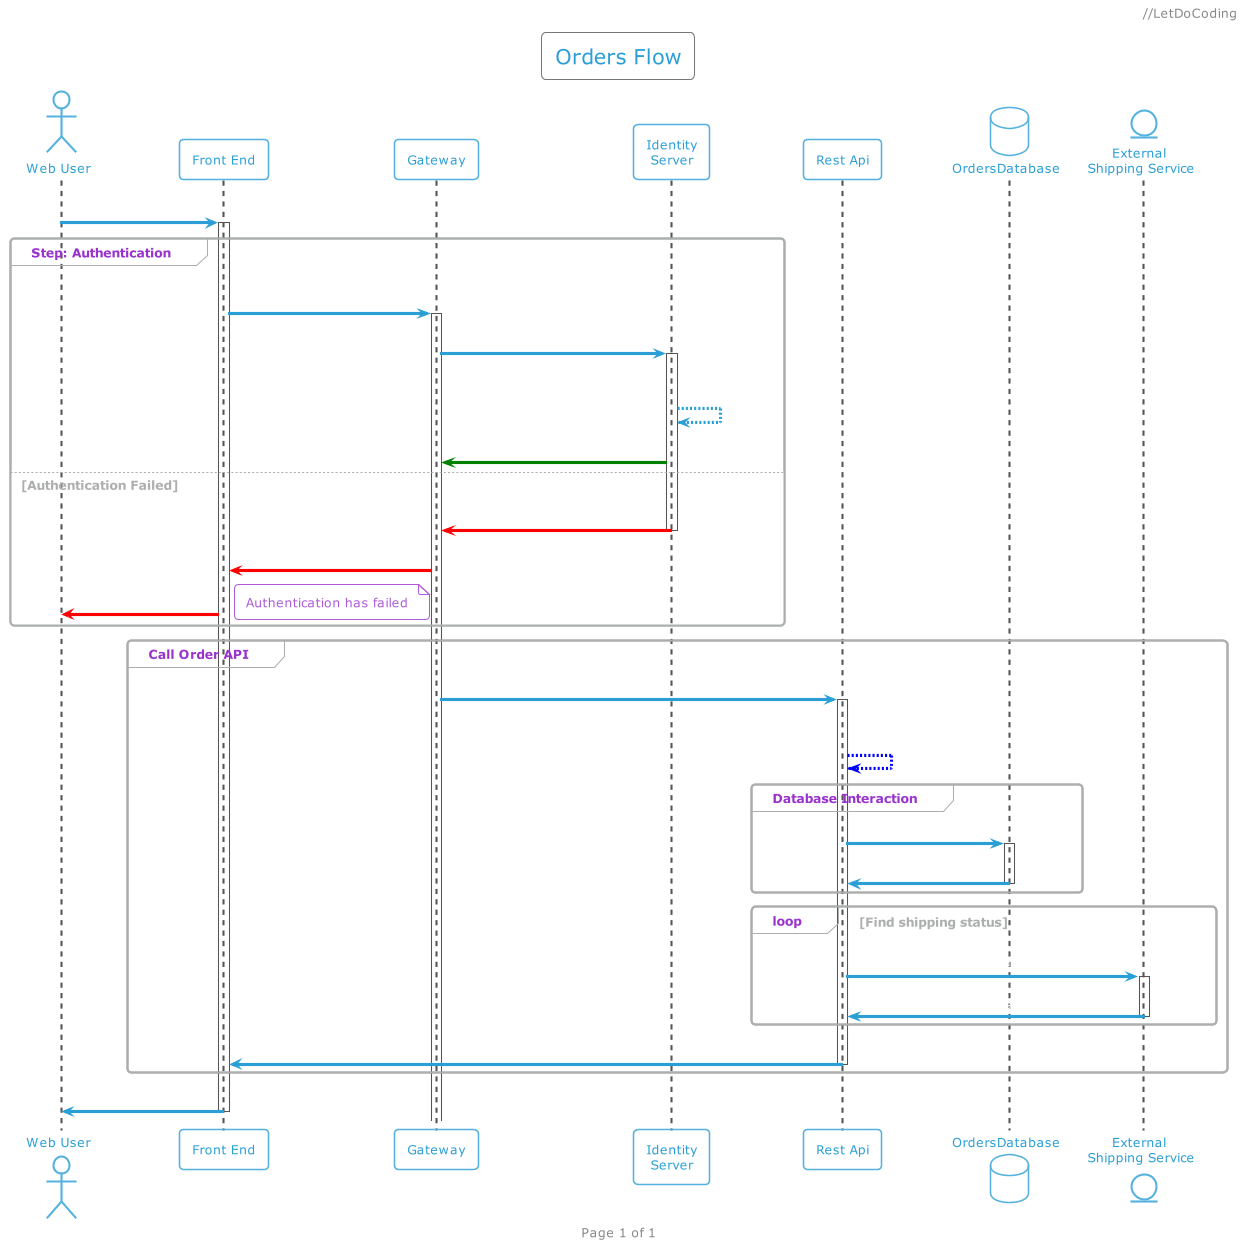 //LetDoCoding
Orders Flow
Web User
Front End
Gateway
Identity
Server
Rest Api
OrdersDatabase
External
Shipping Service
Step: Authentication
[Authentication Failed]
Authentication has failed
Call Order API
Database Interaction
loop
[Find shipping status]
Web User
Front End
Gateway
Identity
Server
Rest Api
OrdersDatabase
External
Shipping Service
Page 1 of 1